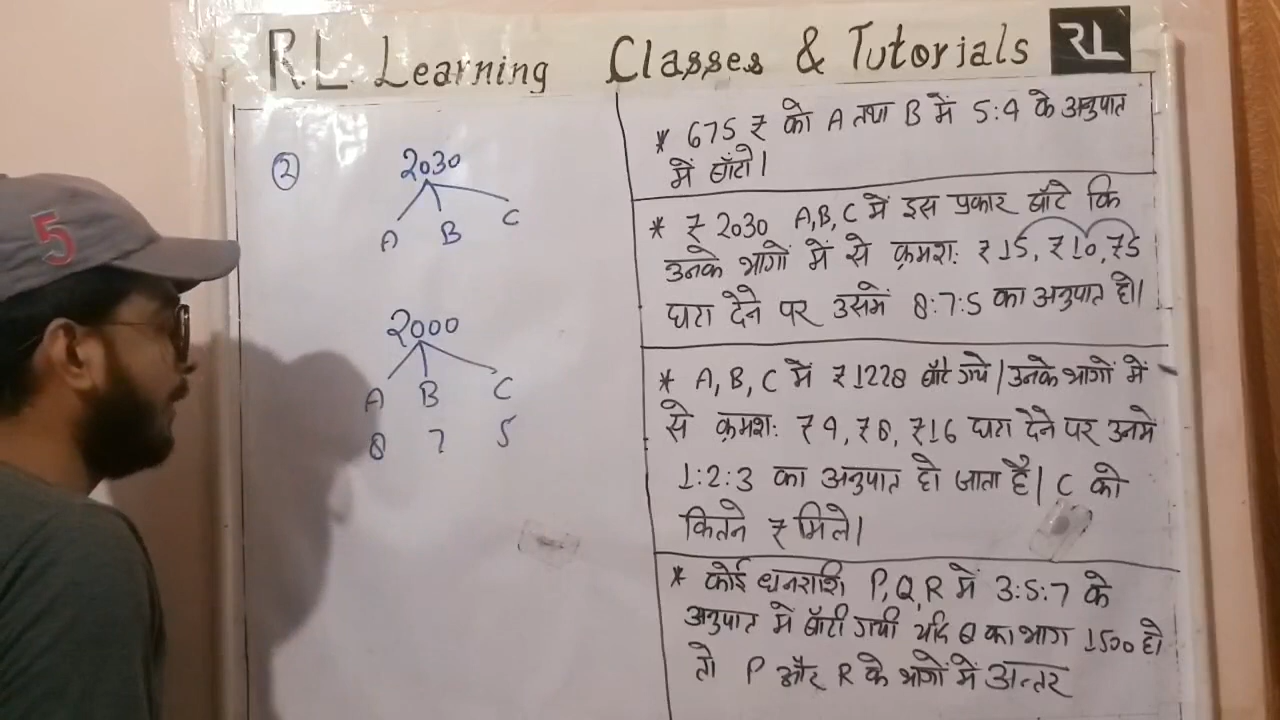 R.L. Learning Classes & Tutorials RL
5
②
2030
A B C
2000
A B C
8 7 5
* 675 ₹ को A तथा B में 5:4 के अनुपात
में बाँटो।
* ₹ 2030 A,B,C में इस प्रकार बाँटे कि
उनके भागों में से क्रमश: ₹15, ₹10, ₹5
घटा देने पर उसमें 8:7:5 का अनुपात हो।
* A, B, C में ₹1228 बाँटे गये / उनके भागों में
से क्रमश: ₹4, ₹8, ₹16 घटा देने पर उनमें
1:2:3 का अनुपात हो जाता है। C को
कितने ₹ मिले।
* कोई धनराशि P,Q,R में 3:5:7 के
अनुपात में बाँटी गयी यदि Q का भाग 1500 हो
तो P और R के भागों में अन्तर